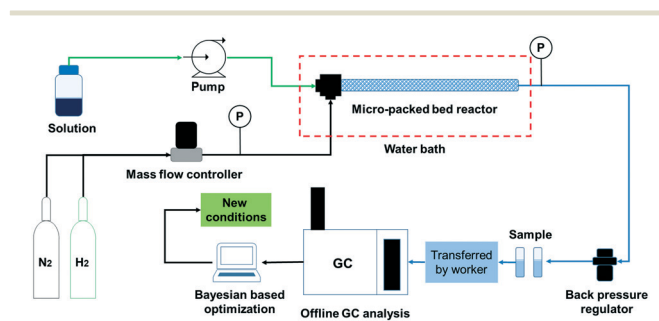 P
Pump
Solution
Micro-packed bed reactor
P
Water bath
Mass flow controller
New
conditions
Sample
N2
H2
GC
Transferred
by worker
Bayesian based
optimization
Offline GC analysis
Back pressure
regulator